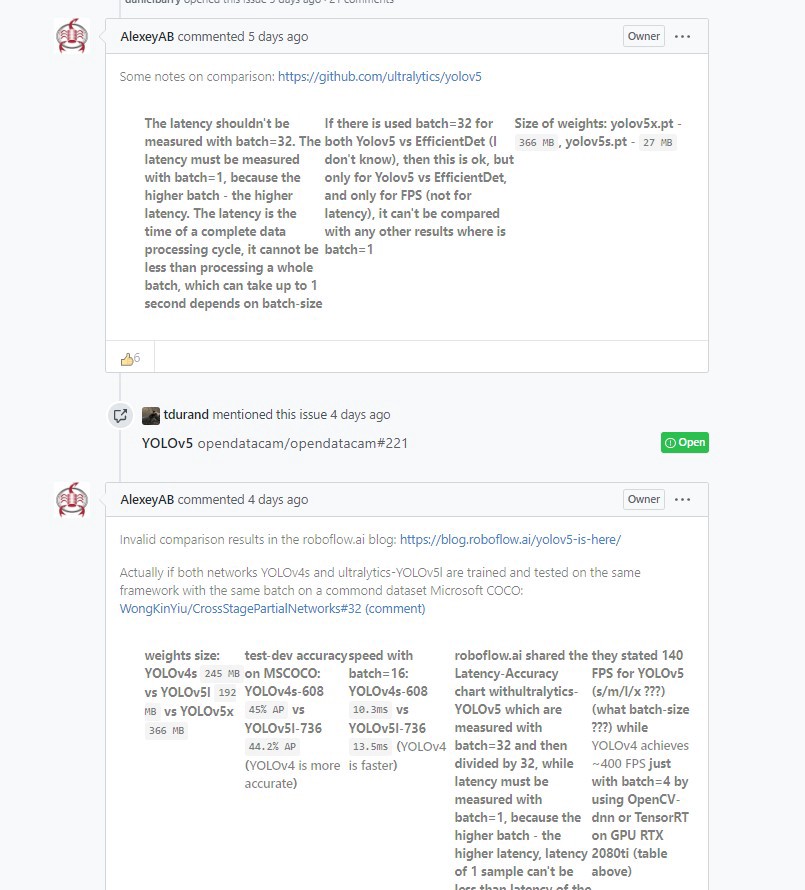 danielbarry opened this issue 5 days ago · 21 comments
AlexeyAB commented 5 days ago
Owner
Some notes on comparison: https://github.com/ultralytics/yolov5
The latency shouldn't be
measured with batch=32. The
latency must be measured
with batch=1, because the
higher batch - the higher
latency. The latency is the
time of a complete data
processing cycle, it cannot be
less than processing a whole
batch, which can take up to 1
second depends on batch-size
If there is used batch=32 for
both Yolov5 vs EfficientDet (I
don't know), then this is ok, but
only for Yolov5 vs EfficientDet,
and only for FPS (not for
latency), it can't be compared
with any other results where is
batch=1
Size of weights: yolov5x.pt -
366 MB , yolov5s.pt - 27 MB
6
tdurand mentioned this issue 4 days ago
YOLOv5 opendatacam/opendatacam#221
Open
AlexeyAB commented 4 days ago
Owner
Invalid comparison results in the roboflow.ai blog: https://blog.roboflow.ai/yolov5-is-here/
Actually if both networks YOLOv4s and ultralytics-YOLOv5l are trained and tested on the same
framework with the same batch on a commond dataset Microsoft COCO:
WongKinYiu/CrossStagePartialNetworks#32 (comment)
weights size:
YOLOv4s 245 MB
vs YOLOv5l 192
MB vs YOLOv5x
366 MB
test-dev accuracy
on MSCOCO:
YOLOv4s-608
45% AP vs
YOLOv5l-736
44.2% AP
(YOLOv4 is more
accurate)
speed with
batch=16:
YOLOv4s-608
10.3ms vs
YOLOv5l-736
13.5ms (YOLOv4
is faster)
roboflow.ai shared the
Latency-Accuracy
chart withultralytics-
YOLOv5 which are
measured with
batch=32 and then
divided by 32, while
latency must be
measured with
batch=1, because the
higher batch - the
higher latency, latency
of 1 sample can't be
less than latency of the
they stated 140
FPS for YOLOv5
(s/m/l/x ???)
(what batch-size
???) while
YOLOv4 achieves
~400 FPS just
with batch=4 by
using OpenCV-
dnn or TensorRT
on GPU RTX
2080ti (table
above)